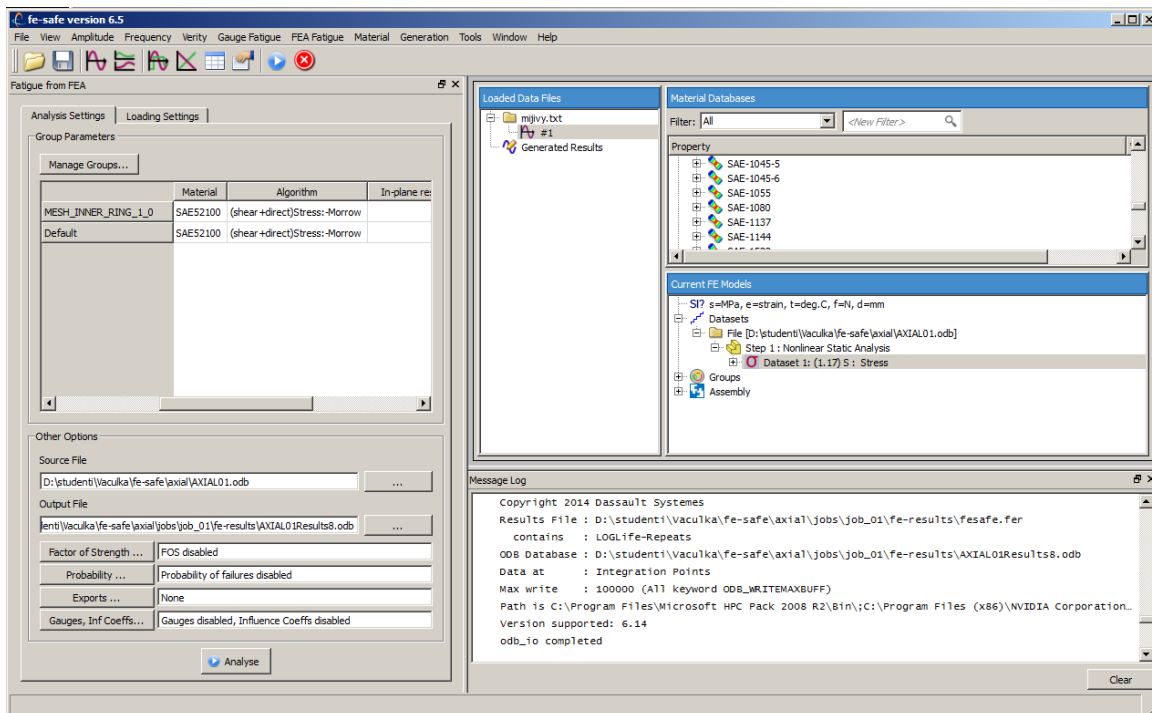 fe-safe version 6.5
File View Amplitude Frequency Verity Gauge Fatigue FEA Fatigue Material Generation Tools Window Help
Fatigue from FEA
Analysis Settings Loading Settings
Group Parameters
Manage Groups...
Material Algorithm In-plane re
MESH_INNER_RING_1_0 SAE52100 (shear+direct)Stress:-Morrow
Default SAE52100 (shear+direct)Stress:-Morrow
Other Options
Source File
D:\studenti\Vaculka\fe-safe\axial\AXIAL01.odb ...
Output File
lenti\Vaculka\fe-safe\axial\jobs\job_01\fe-results\AXIAL01Results8.odb ...
Factor of Strength ... FOS disabled
Probability ... Probability of failures disabled
Exports ... None
Gauges, Inf Coeffs... Gauges disabled, Influence Coeffs disabled
Analyse
Loaded Data Files
mijivy.txt
#1
Generated Results
Material Databases
Filter: All <New Filter>
Property
SAE-1045-5
SAE-1045-6
SAE-1055
SAE-1080
SAE-1137
SAE-1144
Current FE Models
SI? s=MPa, e=strain, t=deg.C, f=N, d=mm
Datasets
File [D:\studenti\Vaculka\fe-safe\axial\AXIAL01.odb]
Step 1 : Nonlinear Static Analysis
σ Dataset 1: (1.17) S : Stress
Groups
Assembly
Message Log
Copyright 2014 Dassault Systemes
Results File : D:\studenti\Vaculka\fe-safe\axial\jobs\job_01\fe-results\fesafe.fer
contains : LOGLife-Repeats
ODB Database : D:\studenti\Vaculka\fe-safe\axial\jobs\job_01\fe-results\AXIAL01Results8.odb
Data at : Integration Points
Max write : 100000 (All keyword ODB_WRITEMAXBUFF)
Path is C:\Program Files\Microsoft HPC Pack 2008 R2\Bin\;C:\Program Files (x86)\NVIDIA Corporation...
Version supported: 6.14
odb_io completed
Clear